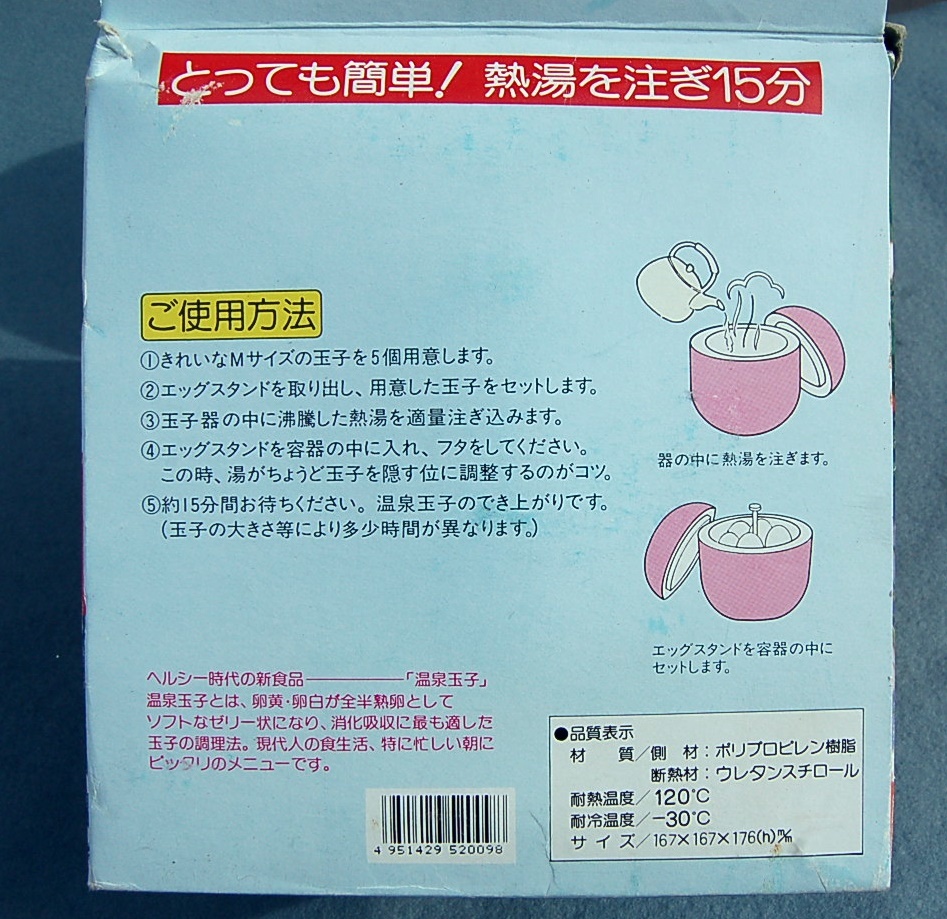 とっても簡単! 熱湯を注ぎ15分
ご使用方法
①きれいなMサイズの玉子を5個用意します。
②エッグスタンドを取り出し、用意した玉子をセットします。
③玉子器の中に沸騰した熱湯を適量注ぎ込みます。
④エッグスタンドを容器の中に入れ、フタをしてください。
この時、湯がちょうど玉子を隠す位に調整するのがコツ。
⑤約15分間お待ちください。温泉玉子のでき上がりです。
(玉子の大きさ等により多少時間が異なります。)
器の中に熱湯を注ぎます。
エッグスタンドを容器の中に
セットします。
ヘルシー時代の新食品――――「温泉玉子」
温泉玉子とは、卵黄・卵白が全半熟卵として
ソフトなゼリー状になり、消化吸収に最も適した
玉子の調理法。現代人の食生活、特に忙しい朝に
ピッタリのメニューです。
4 951429 520098
●品質表示
材 質/側 材:ポリプロピレン樹脂
断熱材:ウレタンスチロール
耐熱温度/120°C
耐冷温度/-30°C
サイズ/167×167×176(h)m/m